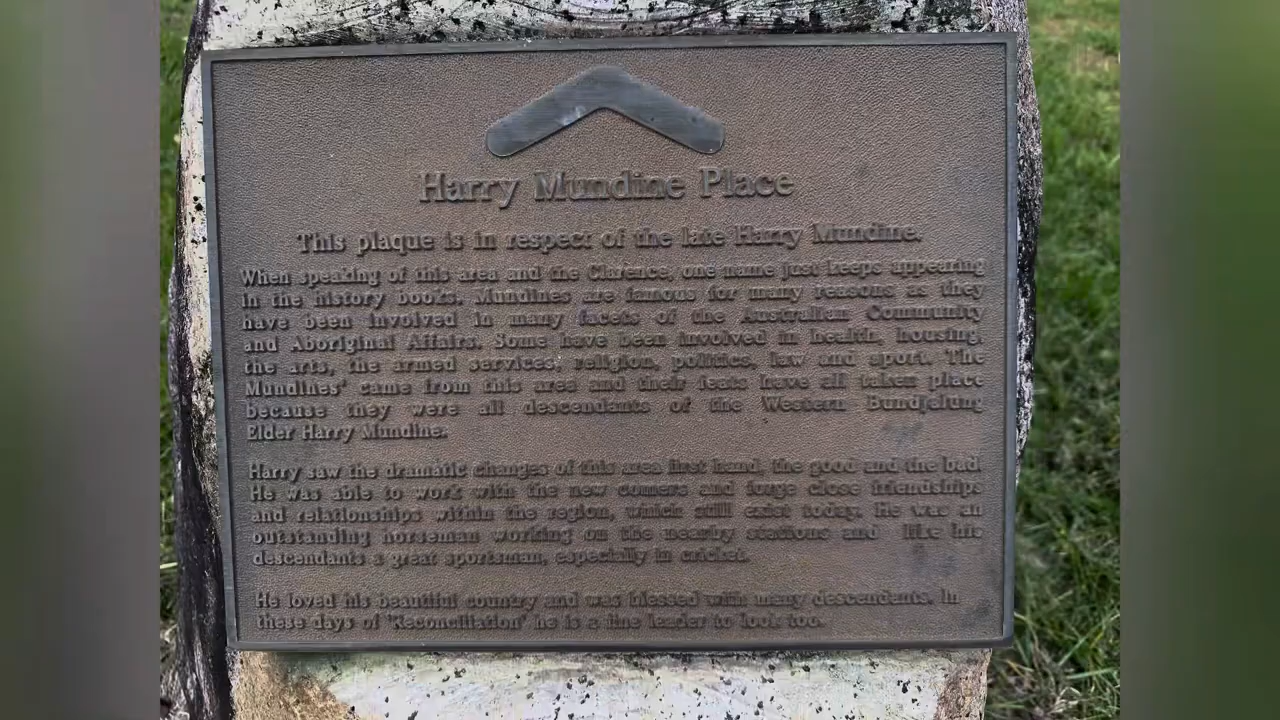 Harry Mundine Place
This plaque is in respect of the late Harry Mundine.
When speaking of this area and the Clarence, one name just keeps appearing
in the history books. Mundines are famous for many reasons as they
have been involved in many facets of the Australian Community
and Aboriginal Affairs. Some have been involved in health, housing,
the arts, the armed services, religion, politics, law and sport. The
Mundines' came from this area and their feats have all taken place
because they were all descendants of the Western Bundjelung
Elder Harry Mundine.
Harry saw the dramatic changes of this area first hand, the good and the bad.
He was able to work with the new comers and forge close friendships
and relationships within the region, which still exist today. He was an
outstanding horseman working on the nearby stations and like his
descendants a great sportsman, especially in cricket.
He loved his beautiful country and was blessed with many descendents. In
these days of 'Reconciliation' he is a fine leader to look too.